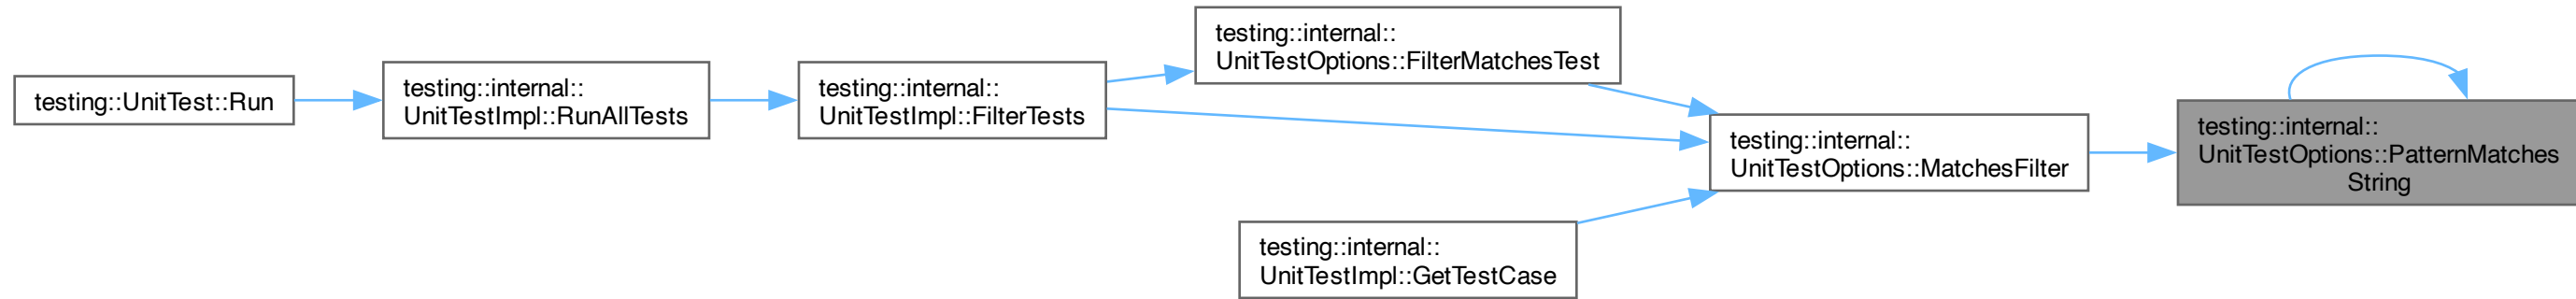 testing::UnitTest::Run
testing::internal::
UnitTestImpl::RunAllTests
testing::internal::
UnitTestImpl::FilterTests
testing::internal::
UnitTestOptions::FilterMatchesTest
testing::internal::
UnitTestImpl::GetTestCase
testing::internal::
UnitTestOptions::MatchesFilter
testing::internal::
UnitTestOptions::PatternMatches
String